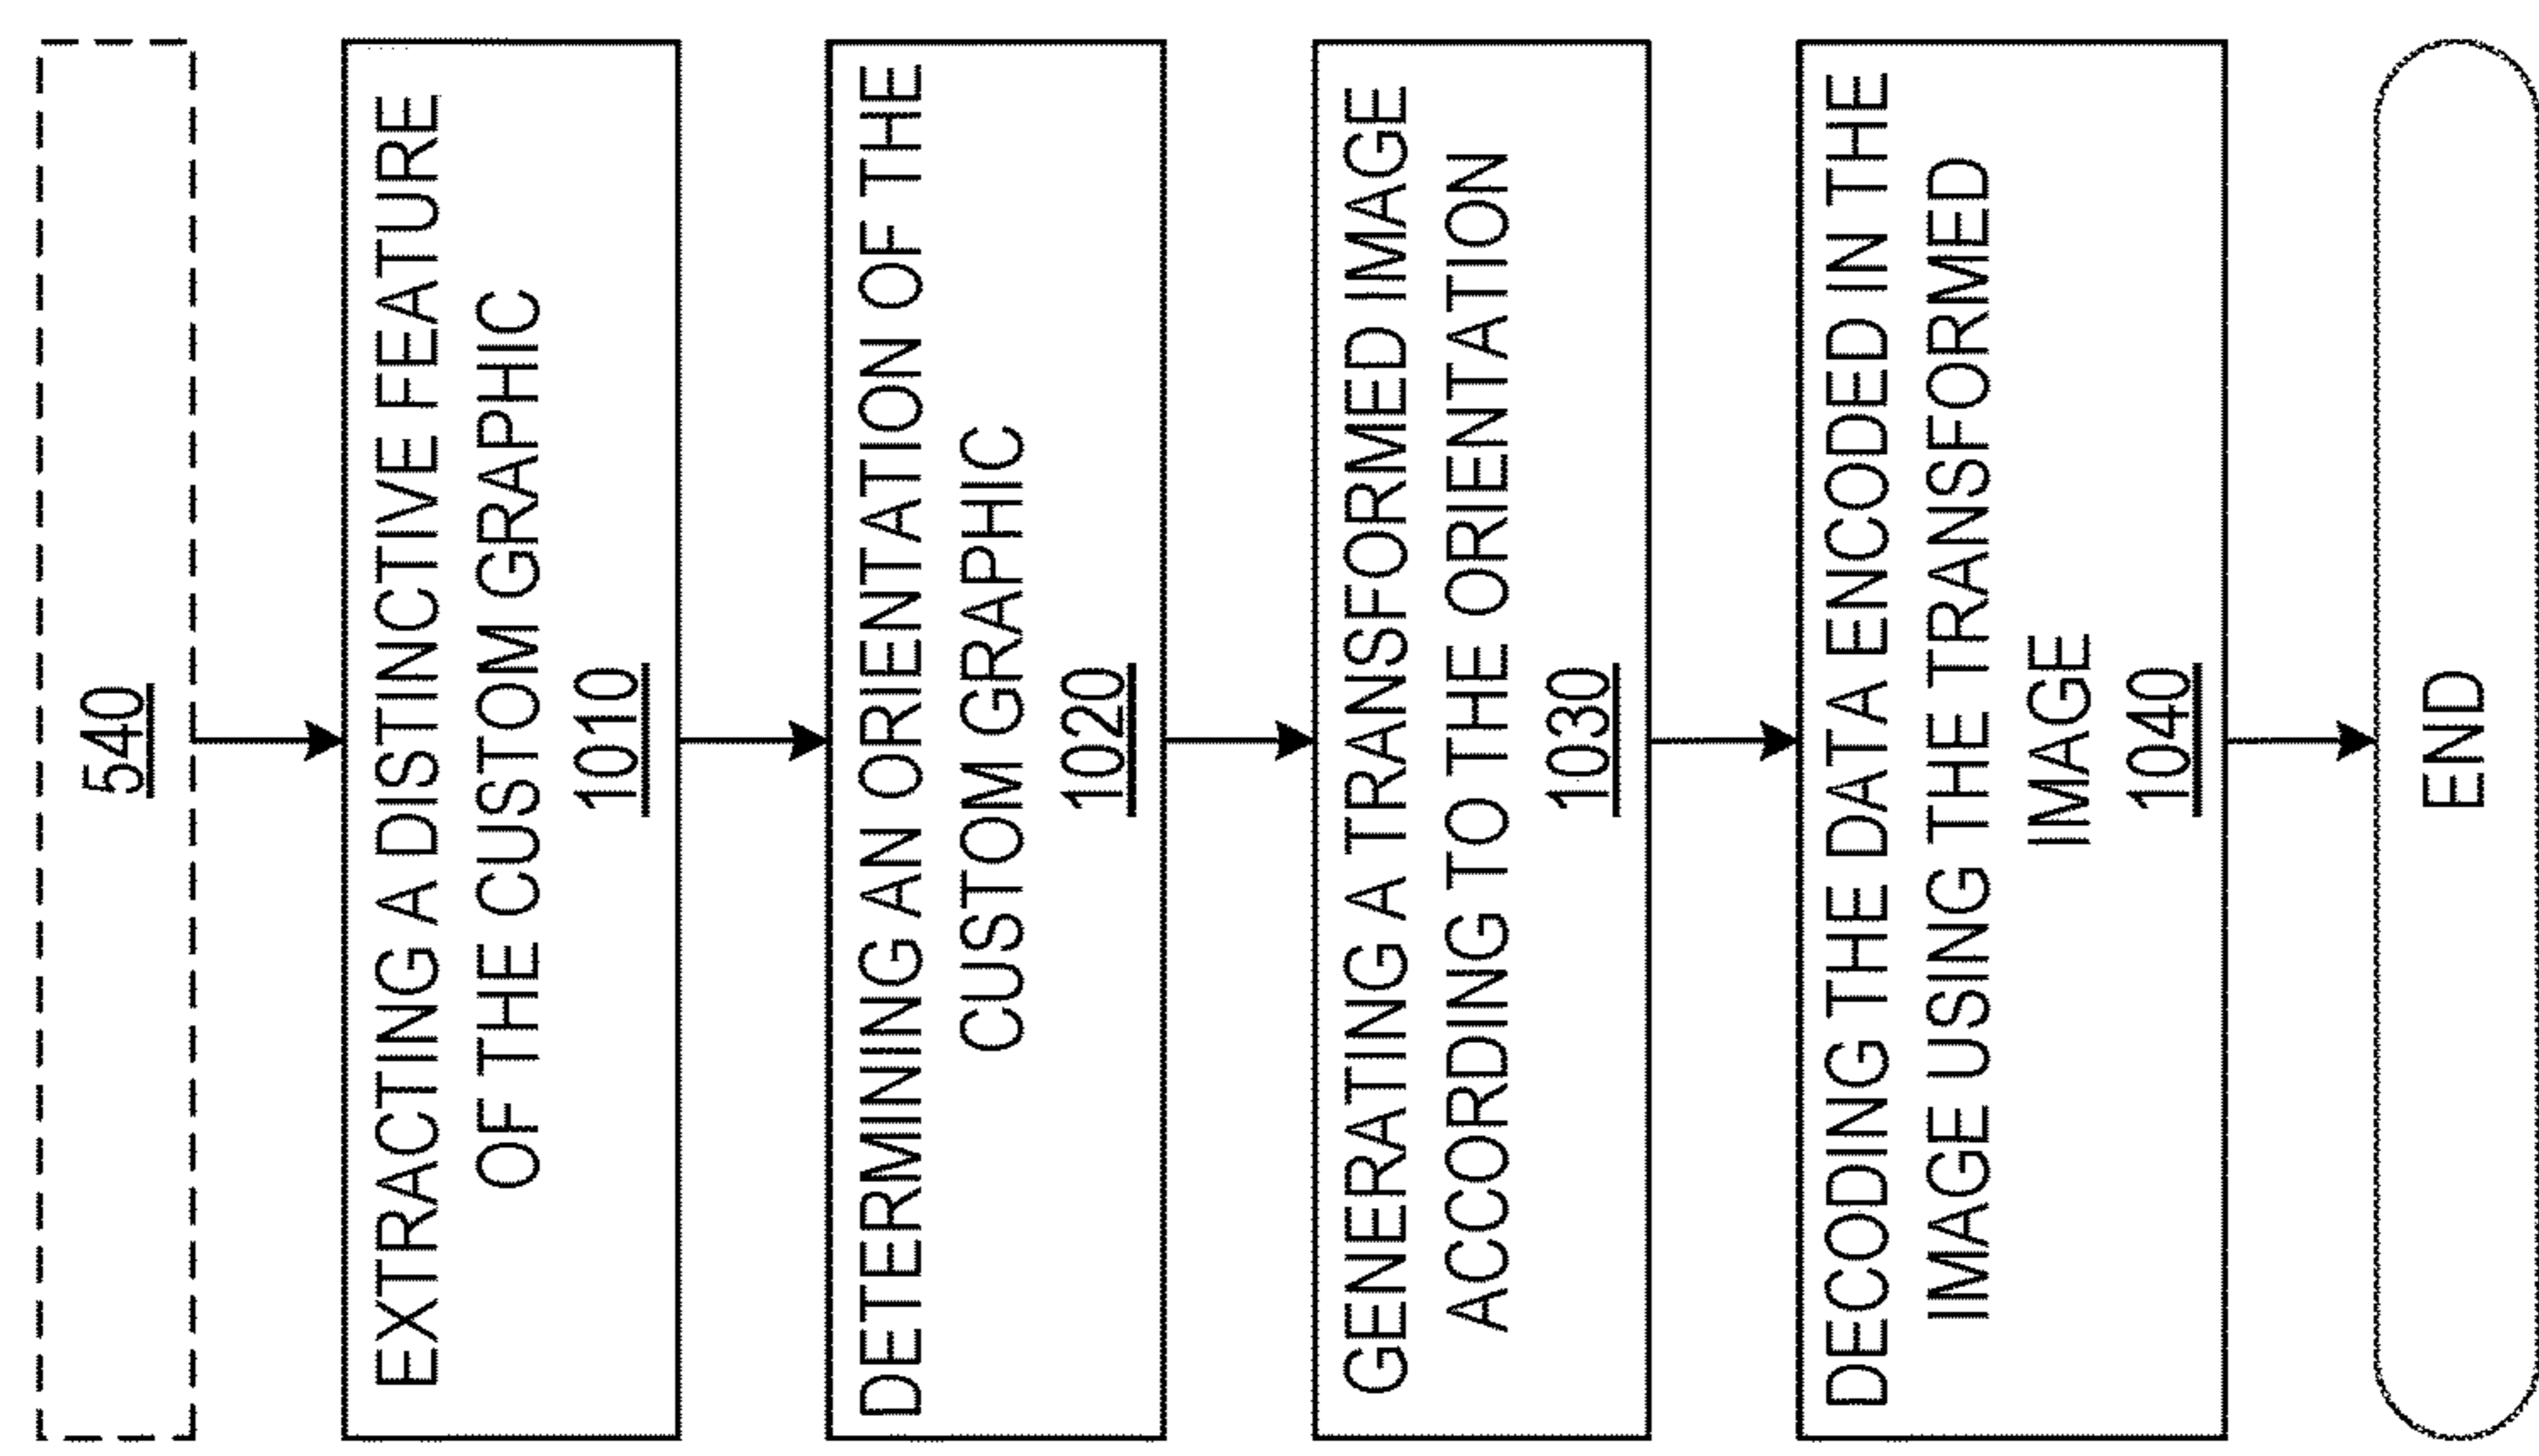 540
EXTRACTING A DISTINCTIVE FEATURE
OF THE CUSTOM GRAPHIC
1010
DETERMINING AN ORIENTATION OF THE
CUSTOM GRAPHIC
1020
GENERATING A TRANSFORMED IMAGE
ACCORDING TO THE ORIENTATION
1030
DECODING THE DATA ENCODED IN THE
IMAGE USING THE TRANSFORMED
IMAGE
1040
END